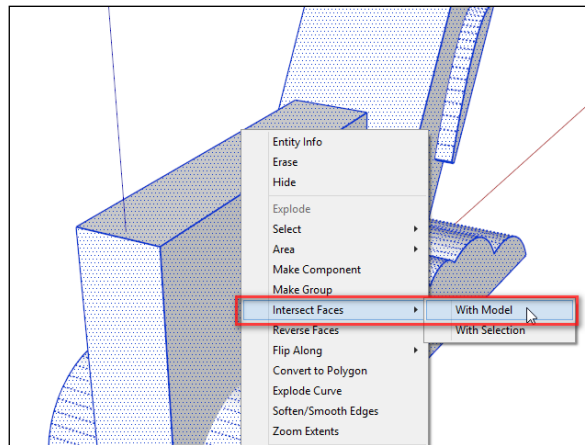 Entity Info
Erase
Hide
Explode
Select
Area
Make Component
Make Group
Intersect Faces
With Model
Reverse Faces
With Selection
Flip Along
Convert to Polygon
Explode Curve
Soften/Smooth Edges
Zoom Extents